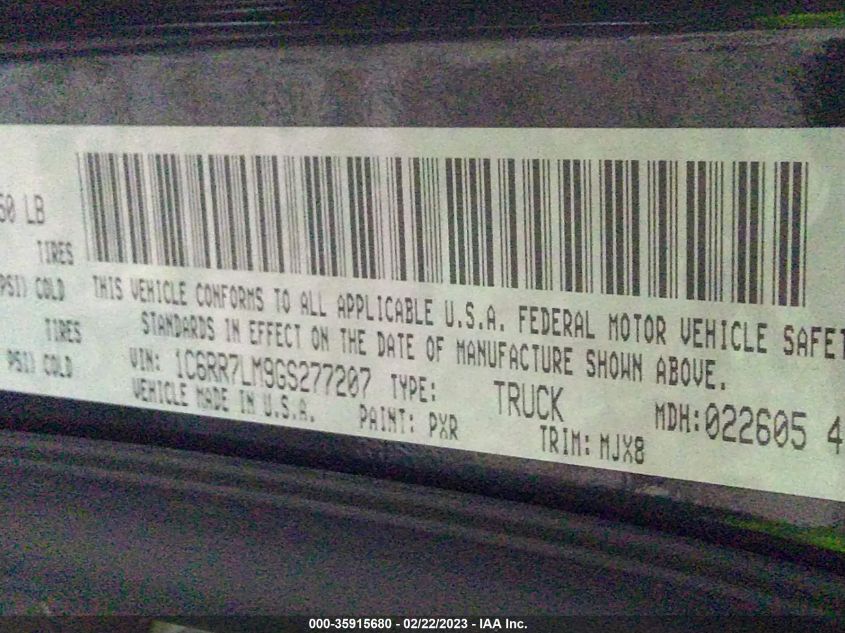 60 LB
TIRES
PSI) COLD
THIS VEHICLE CONFORMS TO ALL APPLICABLE U.S.A. FEDERAL MOTOR VEHICLE SAFET
TIRES
STANDARDS IN EFFECT ON THE DATE OF MANUFACTURE SHOWN ABOVE.
PSI) COLD
VIN: 1C6RR7LM9GS277207 TYPE: TRUCK MDH:022605 4
VEHICLE MADE IN U.S.A. PAINT: PXR TRIM: MJX8
000-35915680 - 02/22/2023 - IAA Inc.